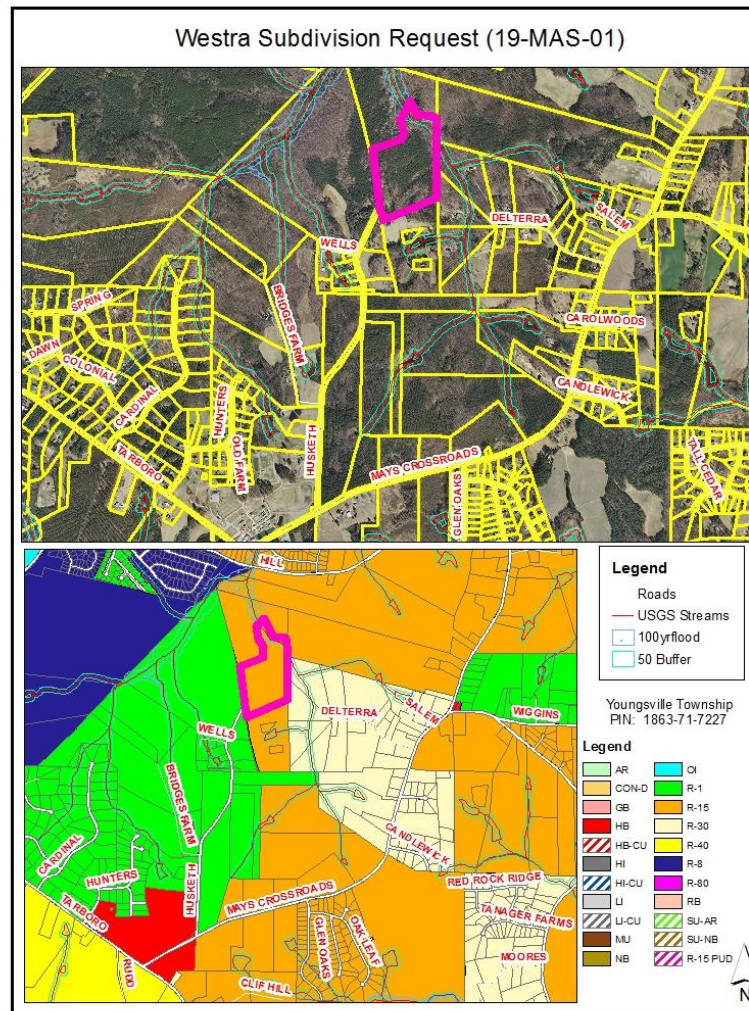 Westra Subdivision Request (19-MAS-01)
DELTERRA
SALEM
WELLS
BRIDGES FARM
SPRING
DAWN
COLONIAL
CARDINAL
CAROLWOODS
CANDLEWICK
HUNTERS
OLD FARM
HUSKETH
TARBORO
MAYS CROSSROADS
GLEN OAKS
TALL CEDAR
HILL
DELTERRA
SALEM
WIGGINS
WELLS
BRIDGES FARM
CARDINAL
HUNTERS
HUSKETH
CANDLEWICK
TARBORO
MAYS CROSSROADS
RED ROCK RIDGE
TANAGER FARMS
RUDD
GLEN OAKS
OAK LEAF
MOORES
CLIF HILL
Legend
Roads
USGS Streams
100yrflood
50 Buffer
Youngsville Township
PIN: 1863-71-7227
Legend
AR OI
CON-D R-1
GB R-15
HB R-30
HB-CU R-40
HI R-8
HI-CU R-80
LI RB
LI-CU SU-AR
MU SU-NB
NB R-15 PUD
N